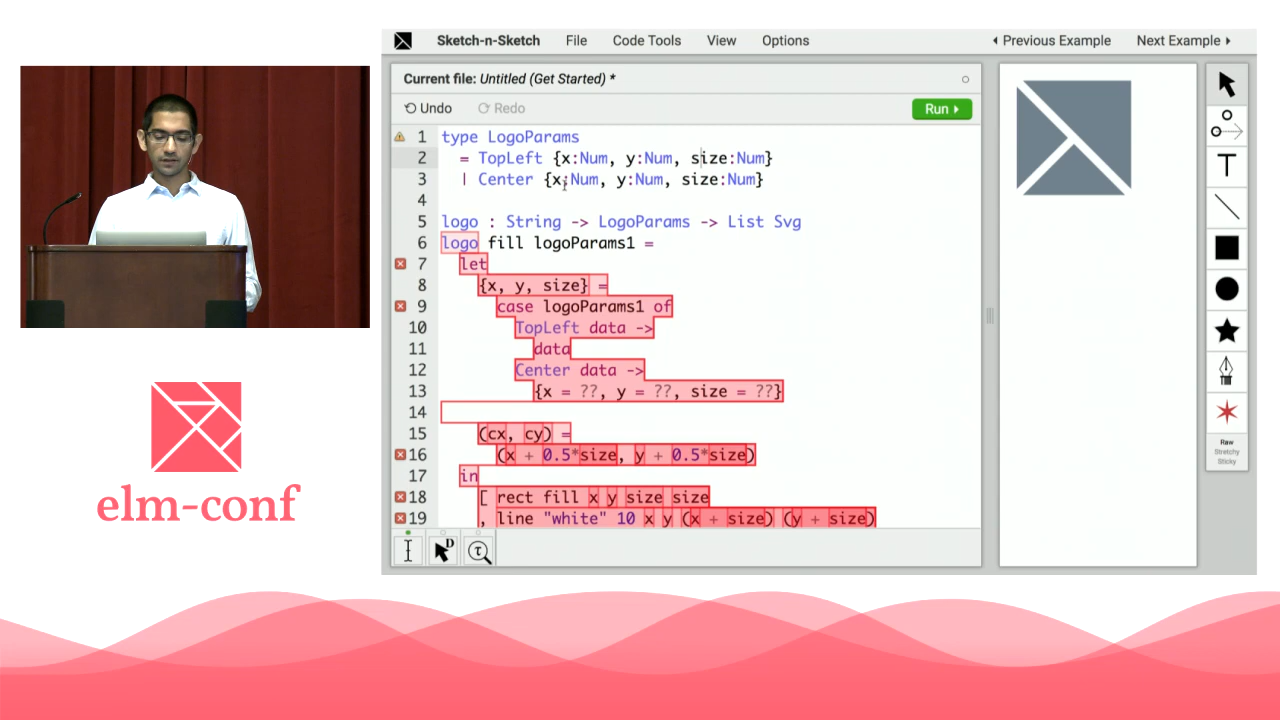 Sketch-n-Sketch File Code Tools View Options Previous Example Next Example
Current file: Untitled (Get Started) *
Undo Redo Run
1 type LogoParams
2 = TopLeft {x:Num, y:Num, size:Num}
3 | Center {x:Num, y:Num, size:Num}
4
5 logo : String -> LogoParams -> List Svg
6 logo fill logoParams1 =
7 let
8 {x, y, size} =
9 case logoParams1 of
10 TopLeft data ->
11 data
12 Center data ->
13 {x = ??, y = ??, size = ??}
14
15 (cx, cy) =
16 (x + 0.5*size, y + 0.5*size)
17 in
18 [ rect fill x y size size
19 , line "white" 10 x y (x + size) (y + size)
D
τ
T
Raw
Stretchy
Sticky
elm-conf